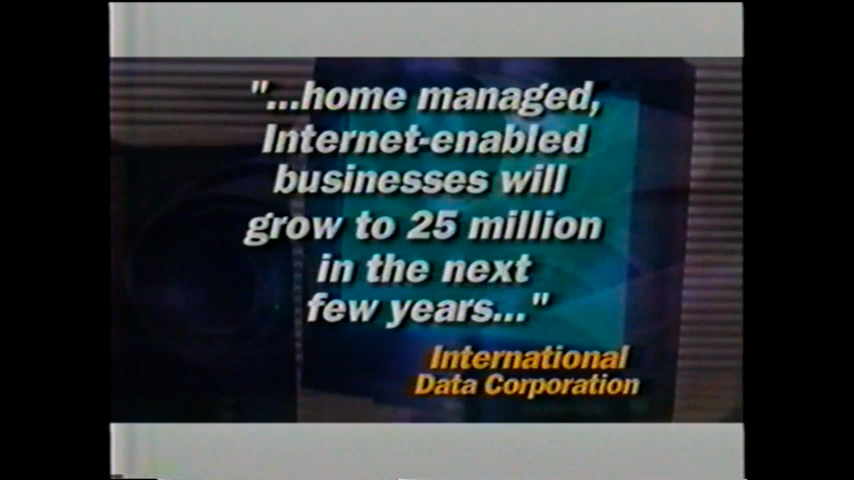 "...home managed,
Internet-enabled
businesses will
grow to 25 million
in the next
few years..."
International
Data Corporation